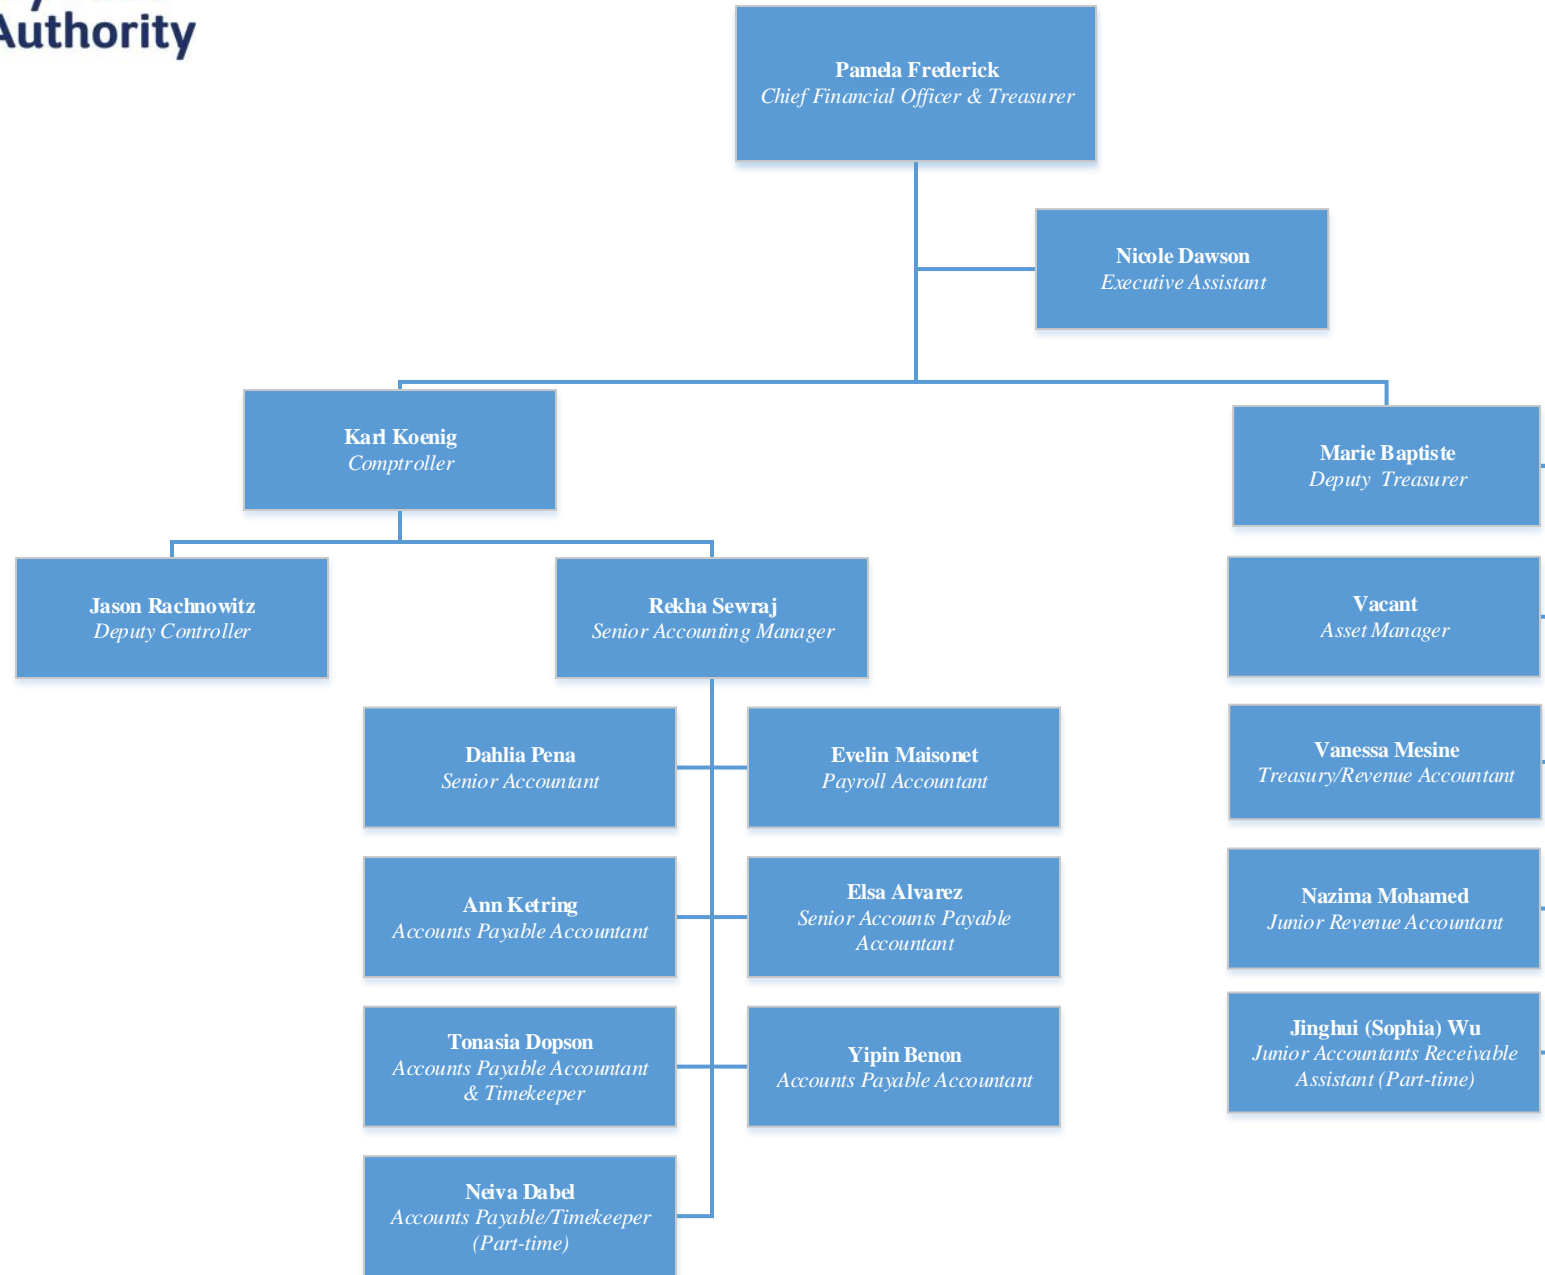 Authority
Pamela Frederick
Chief Financial Officer & Treasurer
Nicole Dawson
Executive Assistant
Karl Koenig
Comptroller
Marie Baptiste
Deputy Treasurer
Jason Rachnowitz
Deputy Controller
Rekha Sewraj
Senior Accounting Manager
Vacant
Asset Manager
Dahlia Pena
Senior Accountant
Evelin Maisonet
Payroll Accountant
Vanessa Mesine
Treasury/Revenue Accountant
Ann Ketring
Accounts Payable Accountant
Elsa Alvarez
Senior Accounts Payable
Accountant
Nazima Mohamed
Junior Revenue Accountant
Tonasia Dopson
Accounts Payable Accountant
& Timekeeper
Yipin Benon
Accounts Payable Accountant
Jinghui (Sophia) Wu
Junior Accountants Receivable
Assistant (Part-time)
Neiva Dabel
Accounts Payable/Timekeeper
(Part-time)